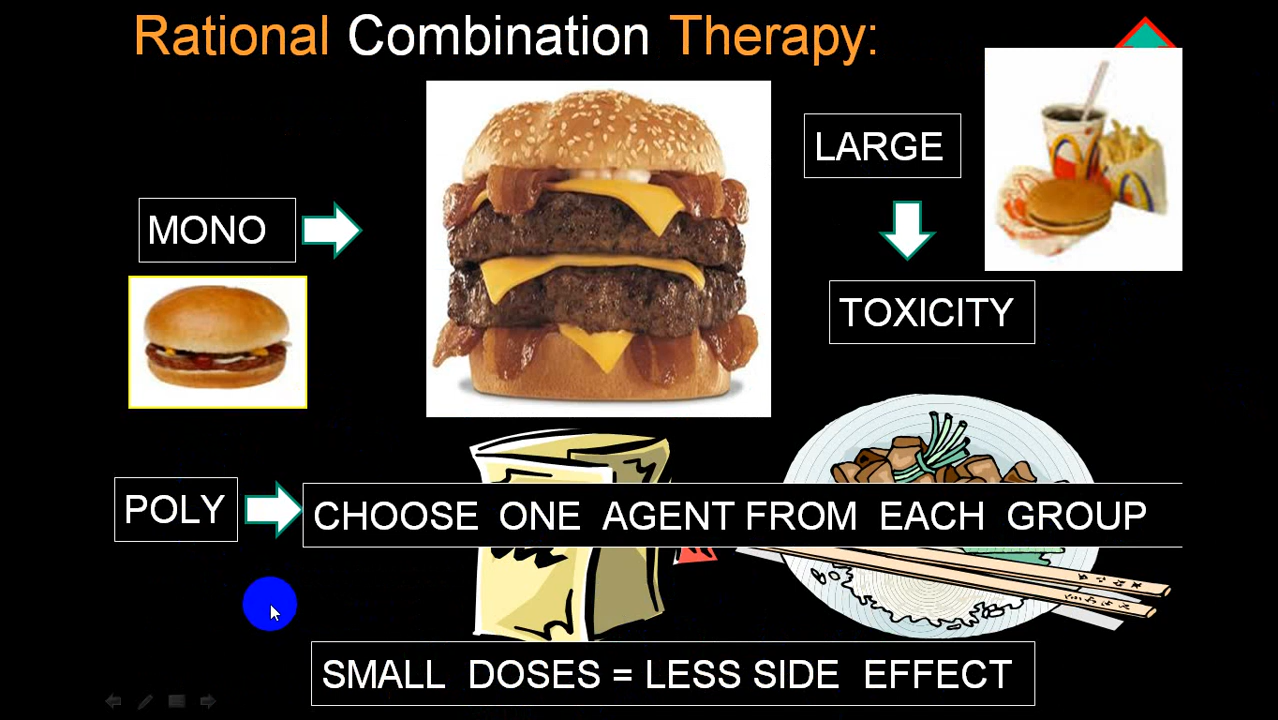 Rational Combination Therapy:
LARGE
MONO
TOXICITY
POLY
CHOOSE ONE AGENT FROM EACH GROUP
SMALL DOSES = LESS SIDE EFFECT